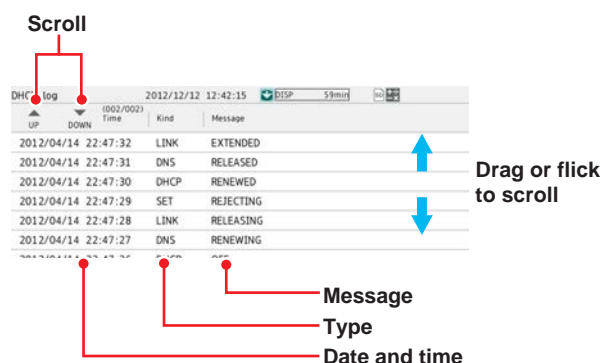 Scroll
log 2012/12/12 12:42:15 DISP 59min
UP DOWN (002/002) Time Kind Message
2012/04/14 22:47:32 LINK EXTENDED
2012/04/14 22:47:31 DNS RELEASED
2012/04/14 22:47:30 DHCP RENEWED
2012/04/14 22:47:29 SET REJECTING
2012/04/14 22:47:28 LINK RELEASING
2012/04/14 22:47:27 DNS RENEWING
Drag or flick
to scroll
Message
Type
Date and time